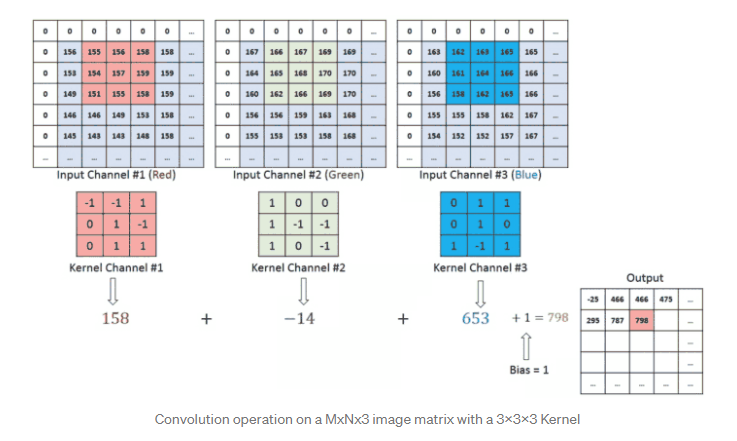 0 0 0 0 0 0 ...
0 156 155 156 158 158 ...
0 153 154 157 159 159 ...
0 149 151 155 158 159 ...
0 146 146 149 153 158 ...
0 145 143 143 148 158 ...
... ... ... ... ... ... ...
Input Channel #1 (Red)
0 0 0 0 0 0 ...
0 167 166 167 169 169 ...
0 164 165 168 170 170 ...
0 160 162 166 169 170 ...
0 156 156 159 163 168 ...
0 155 153 153 158 168 ...
... ... ... ... ... ... ...
Input Channel #2 (Green)
0 0 0 0 0 0 ...
0 163 162 163 165 165 ...
0 160 161 164 166 166 ...
0 156 158 162 165 166 ...
0 155 155 158 162 167 ...
0 154 152 152 157 167 ...
... ... ... ... ... ... ...
Input Channel #3 (Blue)
-1 -1 1
0 1 -1
0 1 1
Kernel Channel #1
1 0 0
1 -1 -1
1 0 -1
Kernel Channel #2
0 1 1
0 1 0
1 -1 1
Kernel Channel #3
158 + −14 + 653 + 1 = 798
Bias = 1
Output
-25 466 466 475 ...
295 787 798 ...
...
...
... ... ... ... ...
Convolution operation on a MxNx3 image matrix with a 3×3×3 Kernel